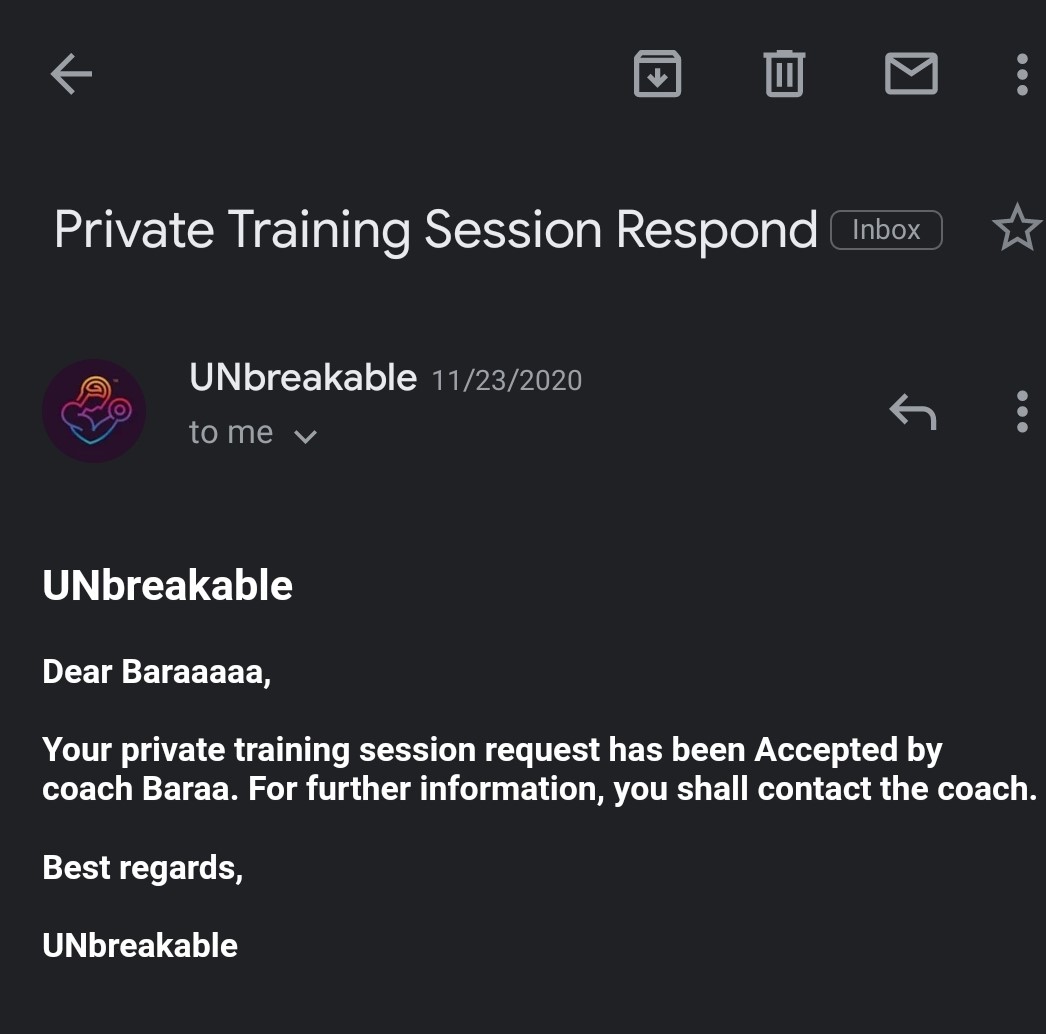 Private Training Session Respond Inbox
UNbreakable 11/23/2020
to me
UNbreakable
Dear Baraaaaa,
Your private training session request has been Accepted by
coach Baraa. For further information, you shall contact the coach.
Best regards,
UNbreakable